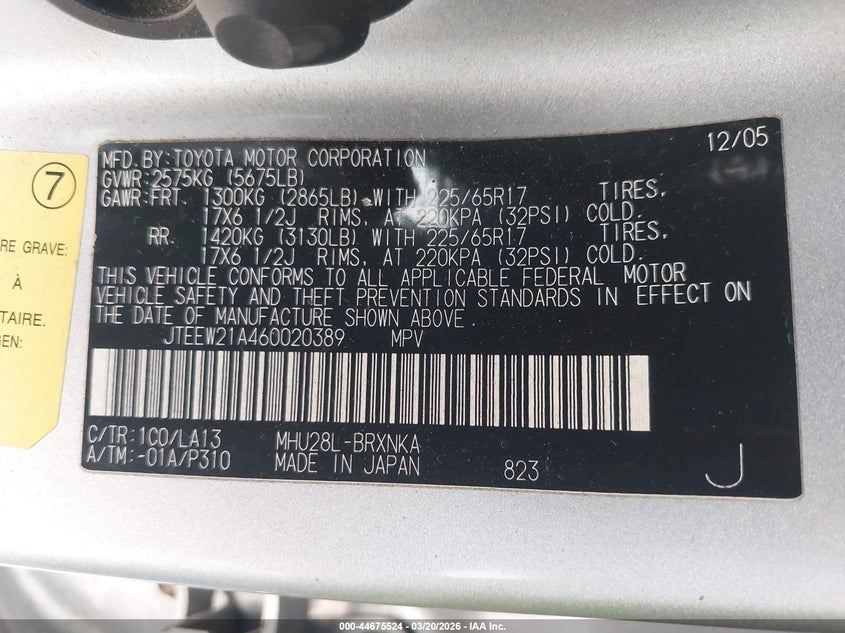 12/05
MFD. BY: TOYOTA MOTOR CORPORATION
GVWR: 2575KG (5675LB)
GAWR: FRT. 1300KG (2865LB) WITH 225/65R17 TIRES,
17X6 1/2J RIMS, AT 220KPA (32PSI) COLD.
RR. 1420KG (3130LB) WITH 225/65R17 TIRES,
17X6 1/2J RIMS, AT 220KPA (32PSI) COLD.
THIS VEHICLE CONFORMS TO ALL APPLICABLE FEDERAL MOTOR
VEHICLE SAFETY AND THEFT PREVENTION STANDARDS IN EFFECT ON
THE DATE OF MANUFACTURE SHOWN ABOVE.
JTEEW21A460020389 MPV
C/TR: 1C0/LA13 MHU28L-BRXNKA
A/TM: -01A/P310 MADE IN JAPAN 823 J
7
RE GRAVE:
À
TAIRE.
GEN:
000-44675524 | 03/20/2026 - IAA Inc.